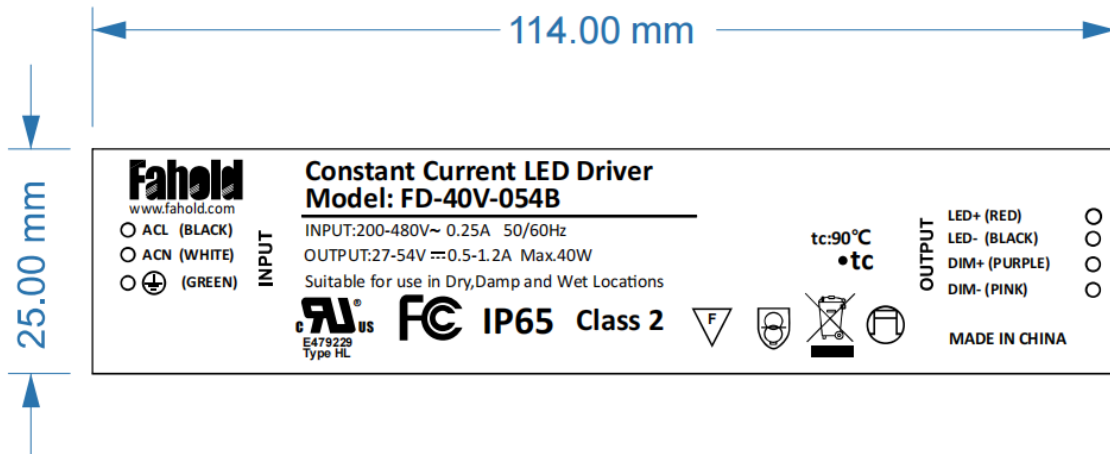 114.00 mm
25.00 mm
Fahold
www.fahold.com
ACL (BLACK)
ACN (WHITE)
(GREEN)
INPUT
Constant Current LED Driver
Model: FD-40V-054B
INPUT:200-480V~ 0.25A 50/60Hz
OUTPUT:27-54V ⎓0.5-1.2A Max.40W
Suitable for use in Dry,Damp and Wet Locations
c RU ® US
E479229
Type HL
FC IP65 Class 2
F
tc:90℃
•tc
OUTPUT
LED+ (RED)
LED- (BLACK)
DIM+ (PURPLE)
DIM- (PINK)
MADE IN CHINA